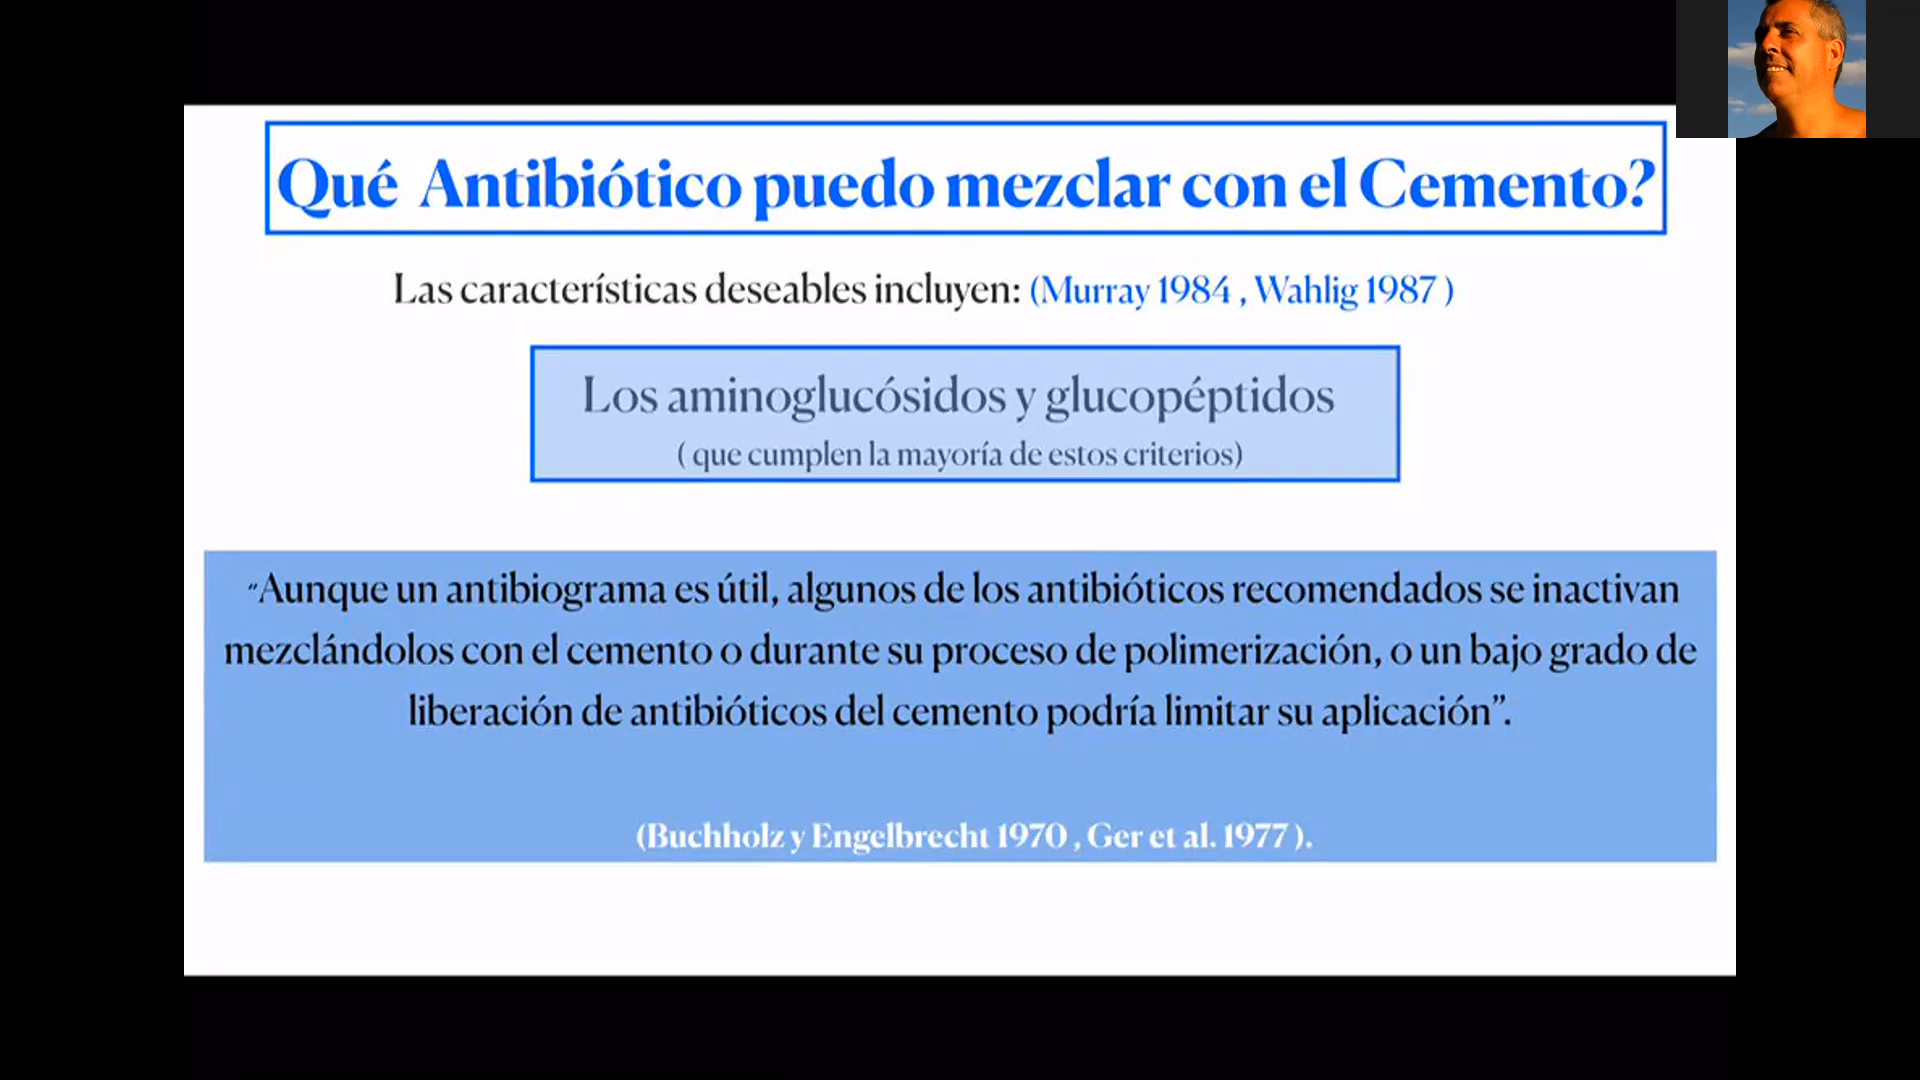 Qué Antibiótico puedo mezclar con el Cemento?
Las características deseables incluyen: (Murray 1984 , Wahlig 1987 )
Los aminoglucósidos y glucopéptidos
( que cumplen la mayoría de estos criterios)
“Aunque un antibiograma es útil, algunos de los antibióticos recomendados se inactivan
mezclándolos con el cemento o durante su proceso de polimerización, o un bajo grado de
liberación de antibióticos del cemento podría limitar su aplicación”.
(Buchholz y Engelbrecht 1970 , Ger et al. 1977 ).